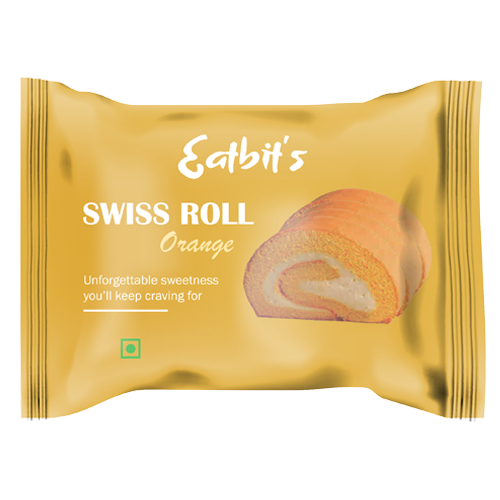 Eatbit's
SWISS ROLL
Orange
Unforgettable sweetness
you'll keep craving for